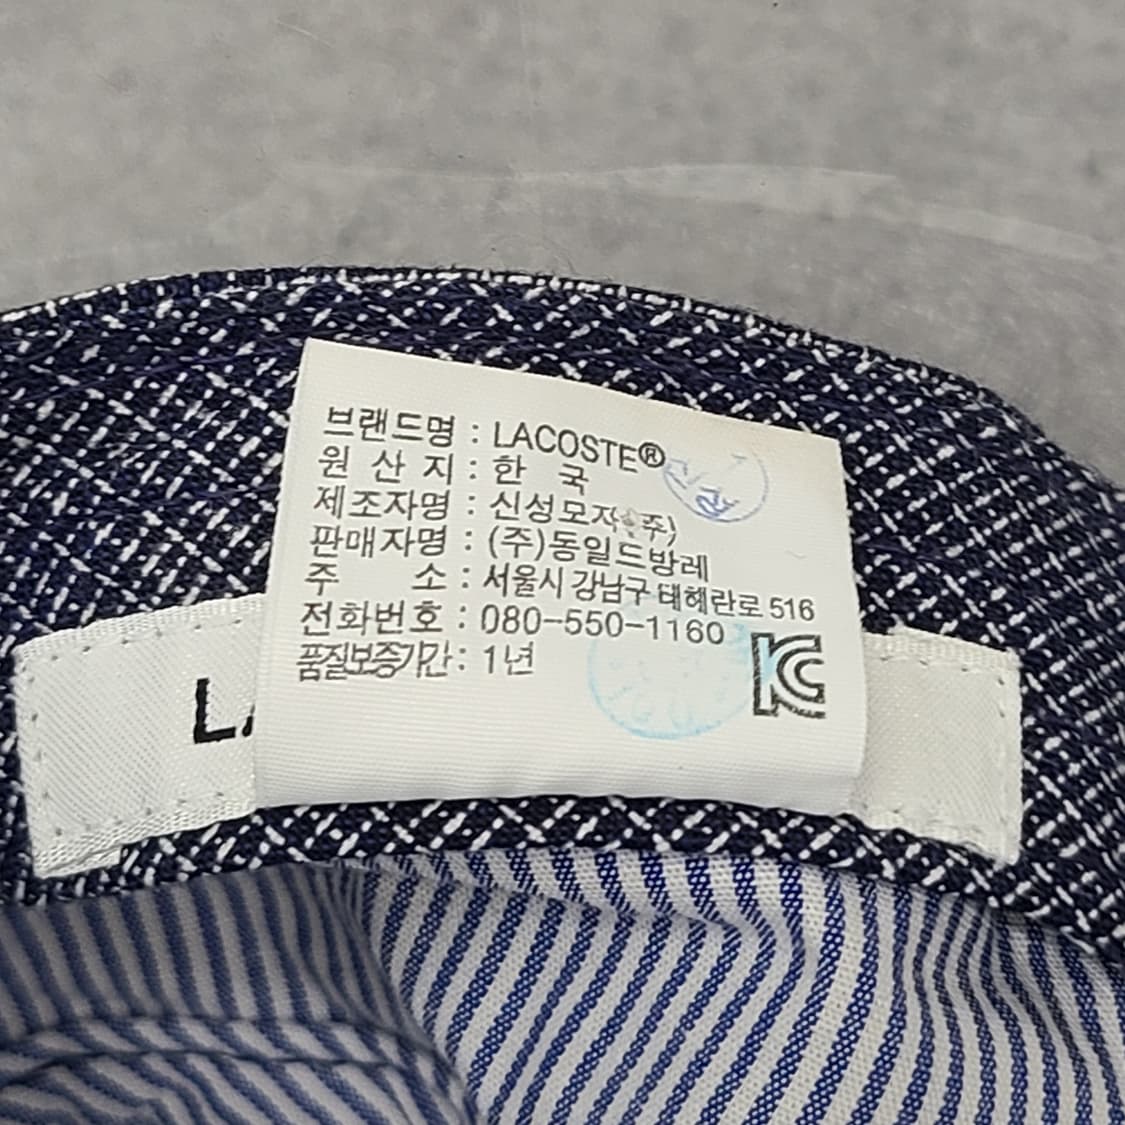 브랜드명 : LACOSTE®
원 산 지 : 한 국
제조자명 : 신성모자(주)
판매자명 : (주)동일드방레
주 소 : 서울시 강남구 테헤란로 516
전화번호 : 080-550-1160
품질보증기간 : 1년
KC